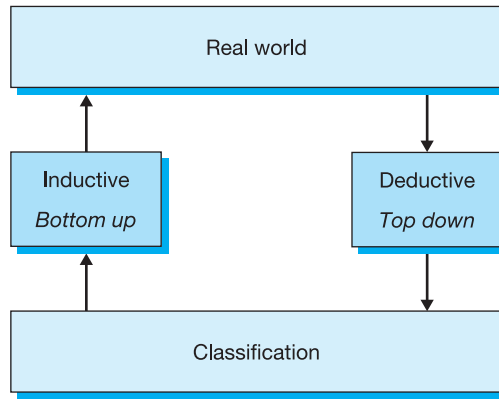 Real world
Inductive
Bottom up
Deductive
Top down
Classification